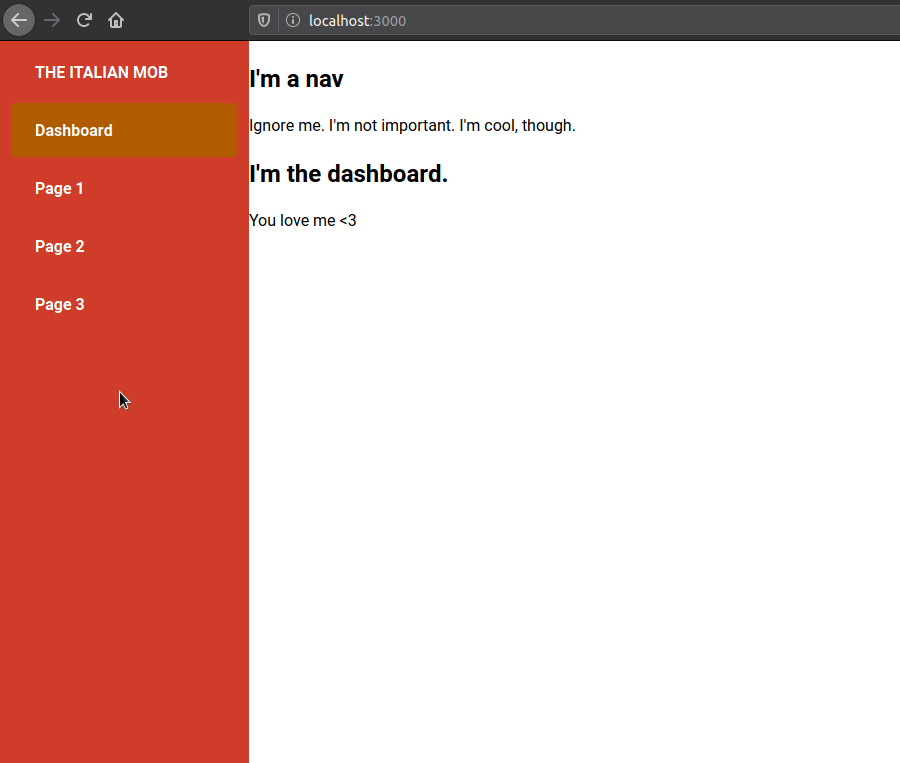 localhost:3000
THE ITALIAN MOB
Dashboard
Page 1
Page 2
Page 3
I'm a nav
Ignore me. I'm not important. I'm cool, though.
I'm the dashboard.
You love me <3